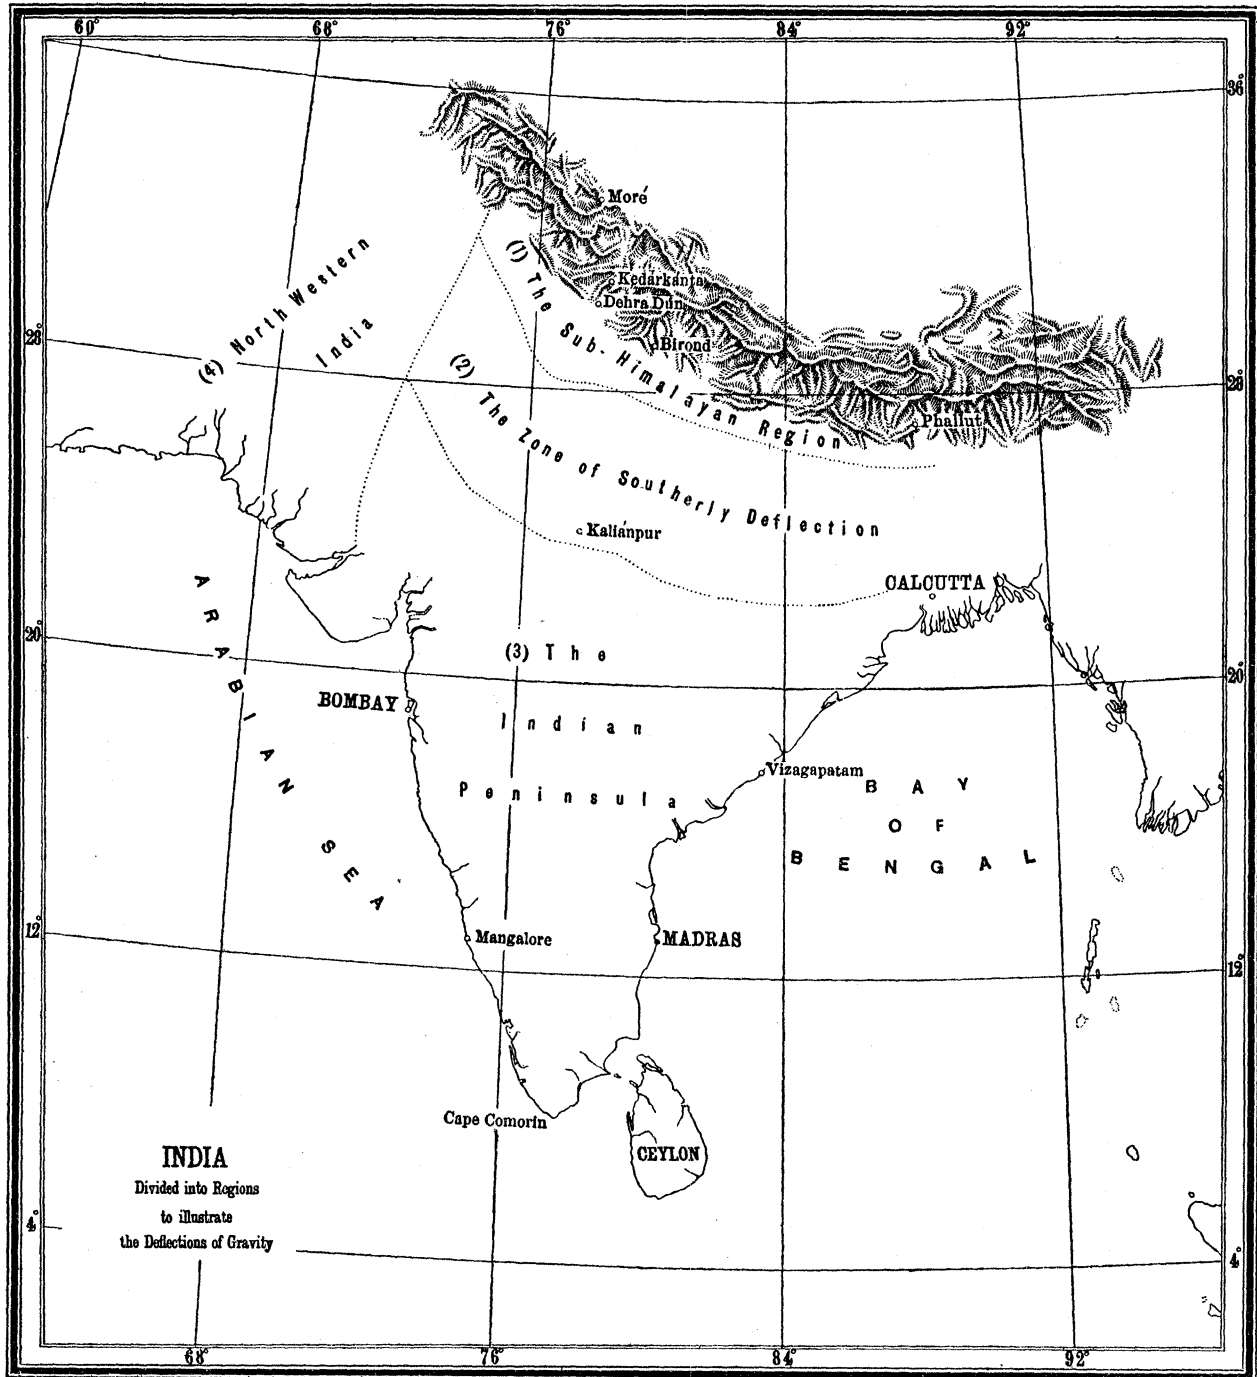 60° 68° 76° 84° 92°
36°
Moré
(4) North Western
India
(1) The Sub-Himalayan Region
Kedarkanta
Dehra Dun
Birond
28°
28°
(2) The Zone of Southerly Deflection
Phallut
Kalianpur
CALCUTTA
ARABIAN SEA
20°
20°
(3) The
Indian
Peninsula
BOMBAY
Vizagapatam
BAY
OF
BENGAL
12°
12°
Mangalore
MADRAS
Cape Comorin
CEYLON
INDIA
Divided into Regions
to illustrate
the Deflections of Gravity
4°
4°
68° 76° 84° 92°